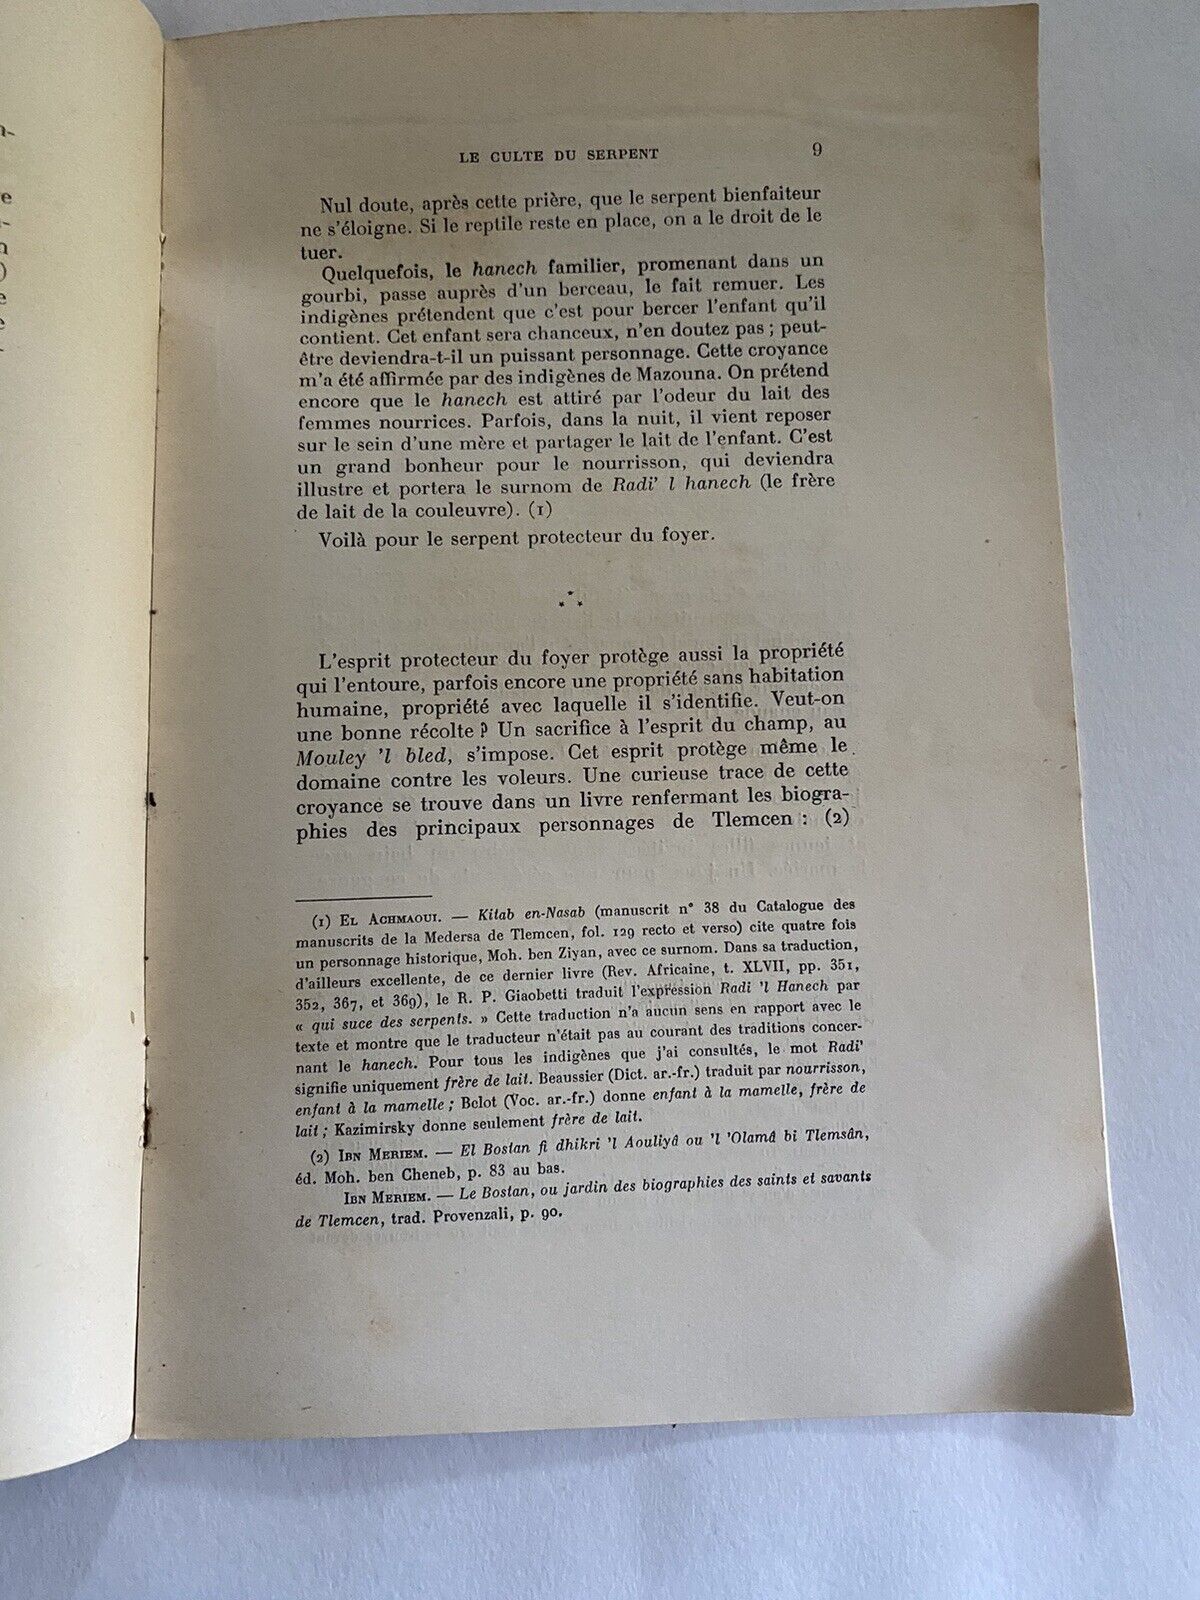 LE CULTE DU SERPENT 9
Nul doute, après cette prière, que le serpent bienfaiteur
ne s'éloigne. Si le reptile reste en place, on a le droit de le
tuer.
Quelquefois, le hanech familier, promenant dans un
gourbi, passe auprès d'un berceau, le fait remuer. Les
indigènes prétendent que c'est pour bercer l'enfant qu'il
contient. Cet enfant sera chanceux, n'en doutez pas ; peut-
être deviendra-t-il un puissant personnage. Cette croyance
m'a été affirmée par des indigènes de Mazouna. On prétend
encore que le hanech est attiré par l'odeur du lait des
femmes nourrices. Parfois, dans la nuit, il vient reposer
sur le sein d'une mère et partager le lait de l'enfant. C'est
un grand bonheur pour le nourrisson, qui deviendra
illustre et portera le surnom de Radi' l hanech (le frère
de lait de la couleuvre). (1)
Voilà pour le serpent protecteur du foyer.
L'esprit protecteur du foyer protège aussi la propriété
qui l'entoure, parfois encore une propriété sans habitation
humaine, propriété avec laquelle il s'identifie. Veut-on
une bonne récolte ? Un sacrifice à l'esprit du champ, au
Mouley 'l bled, s'impose. Cet esprit protège même le
domaine contre les voleurs. Une curieuse trace de cette
croyance se trouve dans un livre renfermant les biogra-
phies des principaux personnages de Tlemcen : (2)
(1) EL ACHMAOUI. — Kitab en-Nasab (manuscrit n° 38 du Catalogue des
manuscrits de la Medersa de Tlemcen, fol. 129 recto et verso) cite quatre fois
un personnage historique, Moh. ben Ziyan, avec ce surnom. Dans sa traduction,
d'ailleurs excellente, de ce dernier livre (Rev. Africaine, t. XLVII, pp. 351,
352, 367, et 369), le R. P. Giaobetti traduit l'expression Radi 'l Hanech par
« qui suce des serpents. » Cette traduction n'a aucun sens en rapport avec le
texte et montre que le traducteur n'était pas au courant des traditions concer-
nant le hanech. Pour tous les indigènes que j'ai consultés, le mot Radi'
signifie uniquement frère de lait. Beaussier (Dict. ar.-fr.) traduit par nourrisson,
enfant à la mamelle ; Belot (Voc. ar.-fr.) donne enfant à la mamelle, frère de
lait ; Kazimirsky donne seulement frère de lait.
(2) IBN MERIEM. — El Bostan fi dhikri 'l Aouliyâ ou 'l 'Olamâ bi Tlemsân,
éd. Moh. ben Cheneb, p. 83 au bas.
IBN MERIEM. — Le Bostan, ou jardin des biographies des saints et savants
de Tlemcen, trad. Provenzali, p. 90.